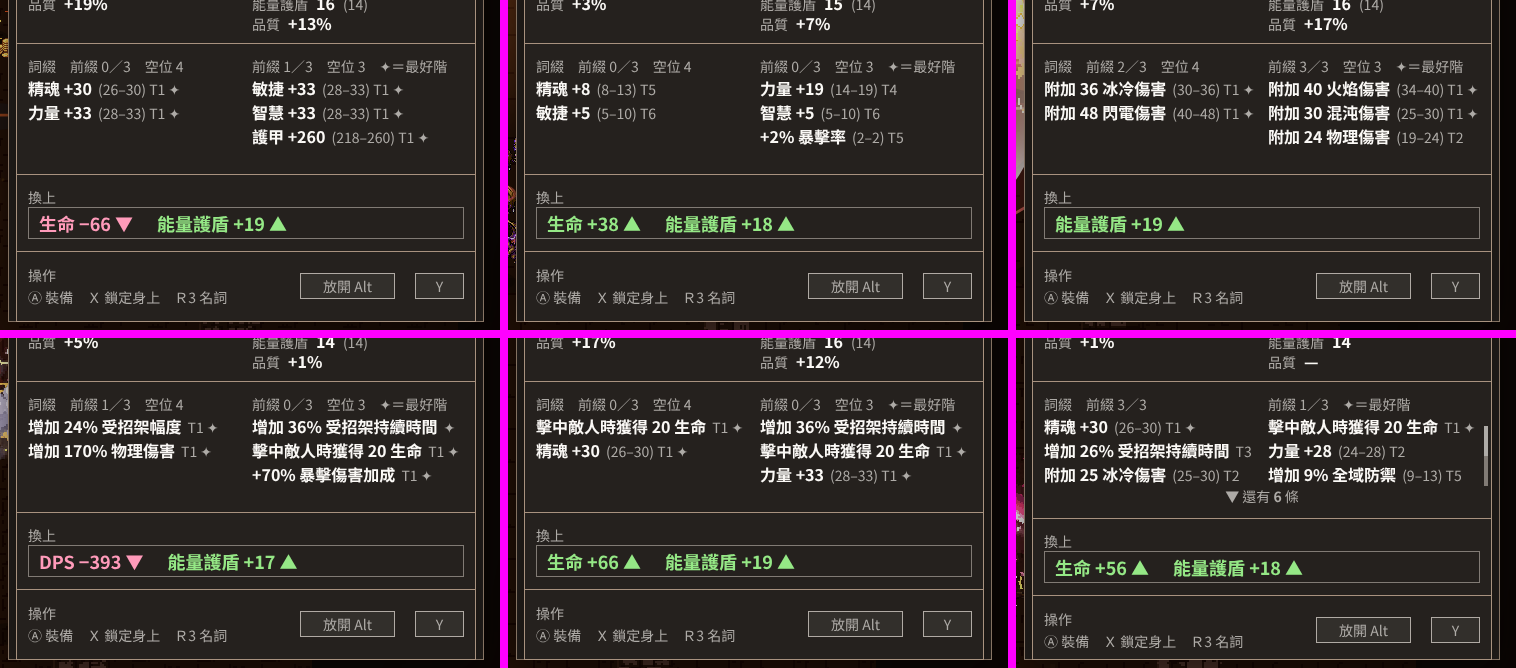 品質 +19%
能量護盾 16 (14)
品質 +13%
詞綴 前綴 0／3 空位 4
前綴 1／3 空位 3 ✦＝最好階
精魂 +30 (26–30) T1 ✦
敏捷 +33 (28–33) T1 ✦
力量 +33 (28–33) T1 ✦
智慧 +33 (28–33) T1 ✦
護甲 +260 (218–260) T1 ✦
換上
生命 −66 ▼ 能量護盾 +19 ▲
操作
Ⓐ 裝備 X 鎖定身上 R3 名詞
放開 Alt
Y
品質 +3%
能量護盾 15 (14)
品質 +7%
詞綴 前綴 0／3 空位 4
前綴 0／3 空位 3 ✦＝最好階
精魂 +8 (8–13) T5
力量 +19 (14–19) T4
敏捷 +5 (5–10) T6
智慧 +5 (5–10) T6
+2% 暴擊率 (2–2) T5
換上
生命 +38 ▲ 能量護盾 +18 ▲
操作
Ⓐ 裝備 X 鎖定身上 R3 名詞
放開 Alt
Y
品質 +7%
能量護盾 16 (14)
品質 +17%
詞綴 前綴 2／3 空位 4
前綴 3／3 空位 3 ✦＝最好階
附加 36 冰冷傷害 (30–36) T1 ✦
附加 40 火焰傷害 (34–40) T1 ✦
附加 48 閃電傷害 (40–48) T1 ✦
附加 30 混沌傷害 (25–30) T1 ✦
附加 24 物理傷害 (19–24) T2
換上
能量護盾 +19 ▲
操作
Ⓐ 裝備 X 鎖定身上 R3 名詞
放開 Alt
Y
品質 +5%
能量護盾 14 (14)
品質 +1%
詞綴 前綴 1／3 空位 4
前綴 0／3 空位 3 ✦＝最好階
增加 24% 受招架幅度 T1 ✦
增加 36% 受招架持續時間 ✦
增加 170% 物理傷害 T1 ✦
擊中敵人時獲得 20 生命 T1 ✦
+70% 暴擊傷害加成 T1 ✦
換上
DPS −393 ▼ 能量護盾 +17 ▲
操作
Ⓐ 裝備 X 鎖定身上 R3 名詞
放開 Alt
Y
品質 +17%
能量護盾 16 (14)
品質 +12%
詞綴 前綴 0／3 空位 4
前綴 0／3 空位 3 ✦＝最好階
擊中敵人時獲得 20 生命 T1 ✦
增加 36% 受招架持續時間 ✦
精魂 +30 (26–30) T1 ✦
擊中敵人時獲得 20 生命 T1 ✦
力量 +33 (28–33) T1 ✦
換上
生命 +66 ▲ 能量護盾 +19 ▲
操作
Ⓐ 裝備 X 鎖定身上 R3 名詞
放開 Alt
Y
品質 +1%
能量護盾 14
品質 —
詞綴 前綴 3／3
前綴 1／3 ✦＝最好階
精魂 +30 (26–30) T1 ✦
擊中敵人時獲得 20 生命 T1 ✦
增加 26% 受招架持續時間 T3
力量 +28 (24–28) T2
附加 25 冰冷傷害 (25–30) T2
增加 9% 全域防禦 (9–13) T5
▼ 還有 6 條
換上
生命 +56 ▲ 能量護盾 +18 ▲
操作
Ⓐ 裝備 X 鎖定身上 R3 名詞
放開 Alt
Y